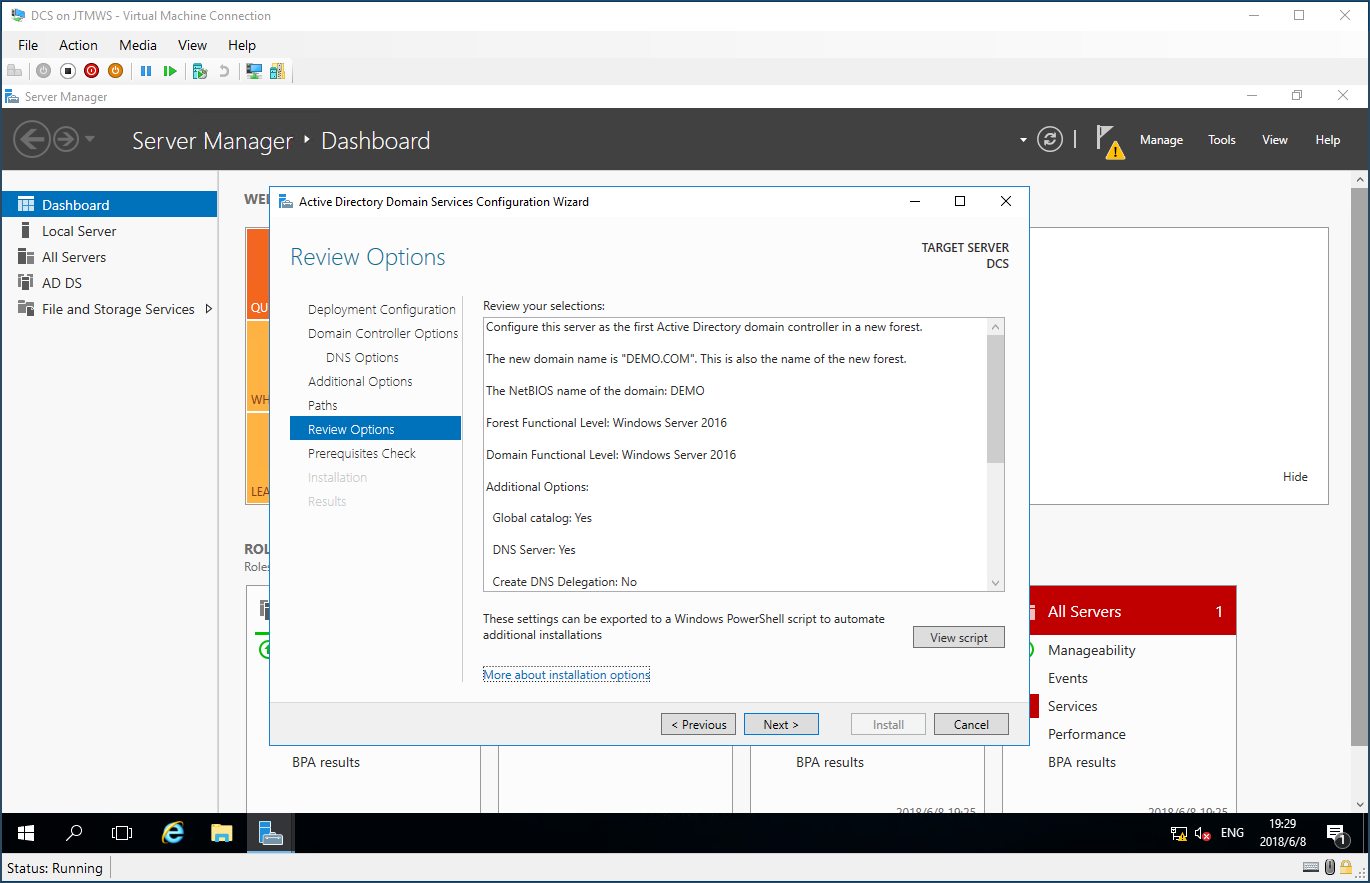 DCS on JTMWS - Virtual Machine Connection
File Action Media View Help
Server Manager
Server Manager ‣ Dashboard
Manage Tools View Help
Dashboard
Local Server
All Servers
AD DS
File and Storage Services
WEL
QU
WH
LEA
Hide
Active Directory Domain Services Configuration Wizard
Review Options
TARGET SERVER
DCS
Deployment Configuration
Domain Controller Options
DNS Options
Additional Options
Paths
Review Options
Prerequisites Check
Installation
Results
Review your selections:
Configure this server as the first Active Directory domain controller in a new forest.
The new domain name is "DEMO.COM". This is also the name of the new forest.
The NetBIOS name of the domain: DEMO
Forest Functional Level: Windows Server 2016
Domain Functional Level: Windows Server 2016
Additional Options:
Global catalog: Yes
DNS Server: Yes
Create DNS Delegation: No
These settings can be exported to a Windows PowerShell script to automate
additional installations
View script
More about installation options
< Previous Next > Install Cancel
ROL
Roles
BPA results
BPA results
2018/6/8 19:25
All Servers 1
Manageability
Events
Services
Performance
BPA results
2018/6/8 19:25
ENG
19:29
2018/6/8
1
Status: Running